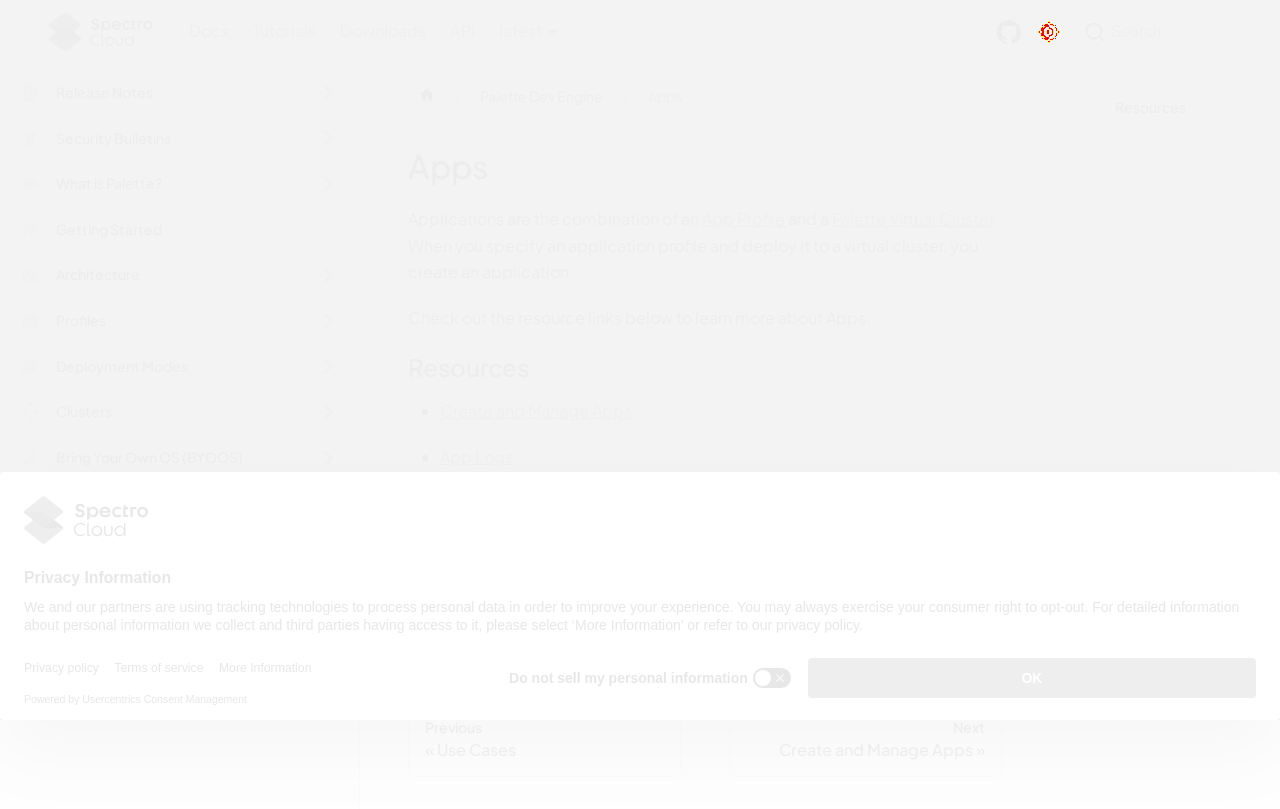 Spectro Cloud
Docs
Tutorials
Downloads
API
latest
Search
Release Notes
Security Bulletins
What is Palette?
Getting Started
Architecture
Profiles
Deployment Modes
Clusters
Bring Your Own OS (BYOOS)
Palette Dev Engine
Apps
Resources
Apps
Applications are the combination of an App Profile and a Palette Virtual Cluster.
When you specify an application profile and deploy it to a virtual cluster, you
create an application.
Check out the resource links below to learn more about Apps.
Resources
Create and Manage Apps
App Logs
Spectro Cloud
Privacy Information
We and our partners are using tracking technologies to process personal data in order to improve your experience. You may always exercise your consumer right to opt-out. For detailed information
about personal information we collect and third parties having access to it, please select ‘More Information’ or refer to our privacy policy.
Privacy policy
Terms of service
More Information
Powered by Usercentrics Consent Management
Do not sell my personal information
OK
Previous
« Use Cases
Next
Create and Manage Apps »